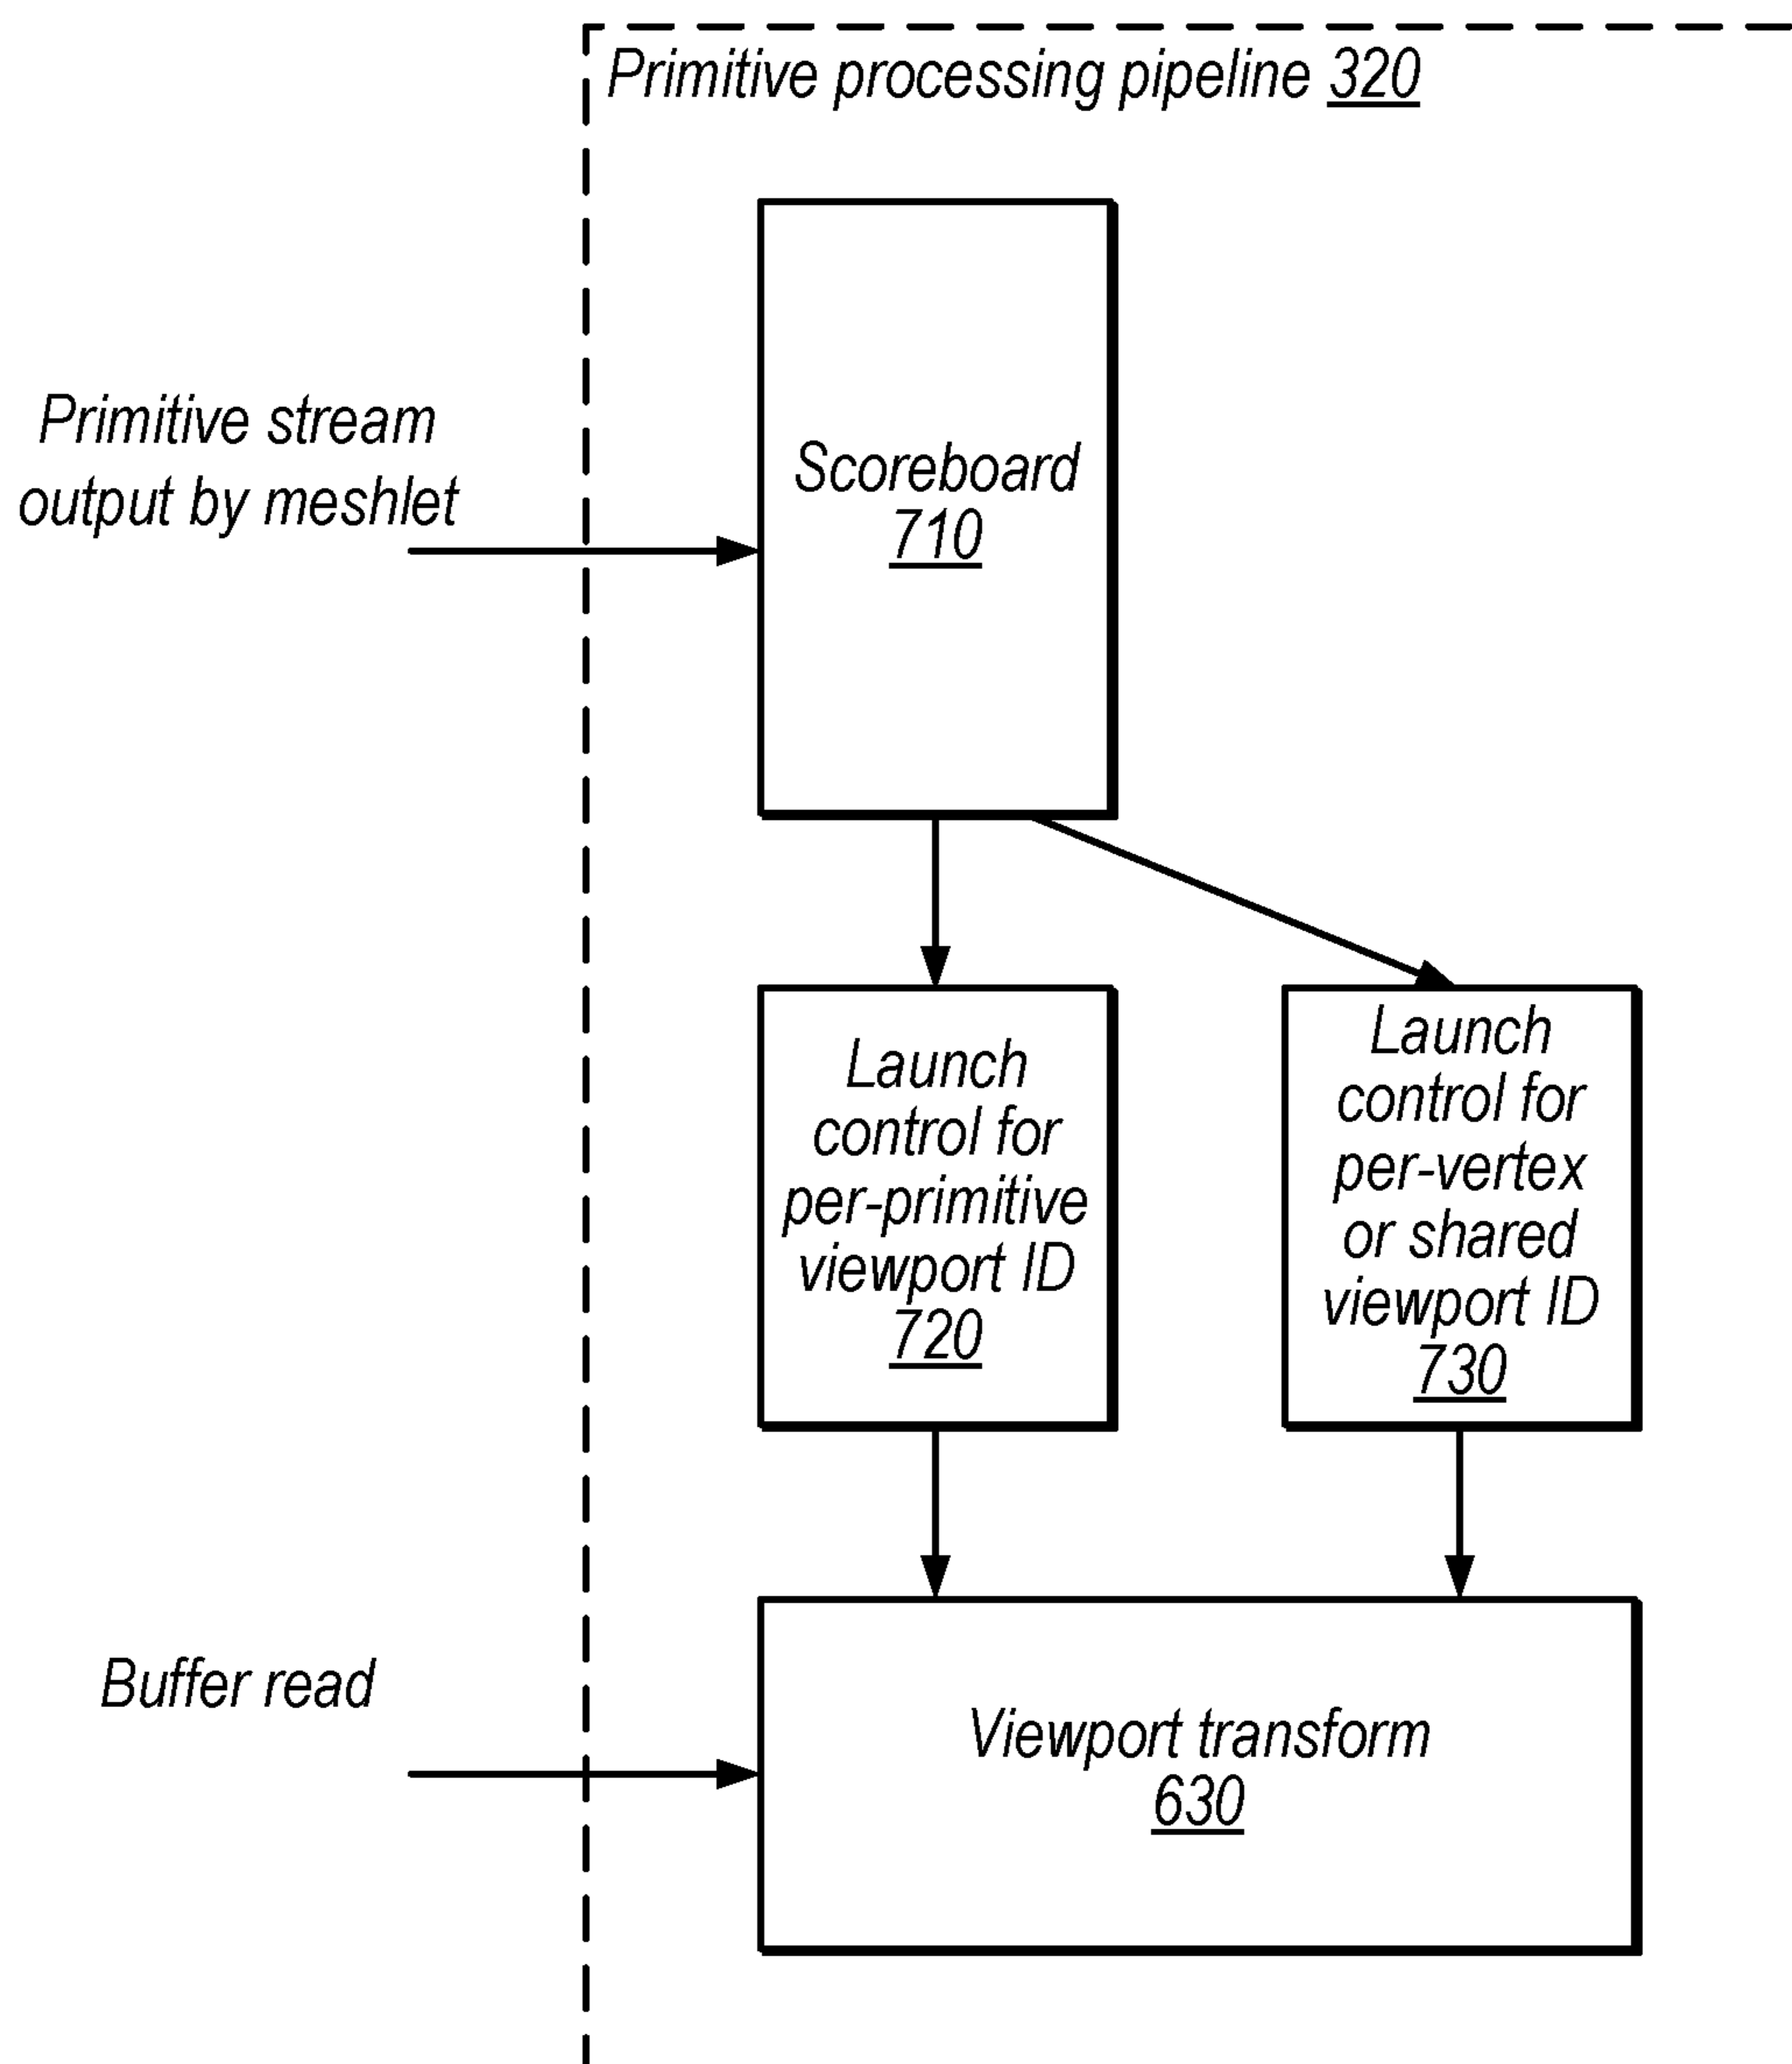 Primitive processing pipeline 320
Primitive stream
output by meshlet
Scoreboard
710
Launch
control for
per-primitive
viewport ID
720
Launch
control for
per-vertex
or shared
viewport ID
730
Buffer read
Viewport transform
630